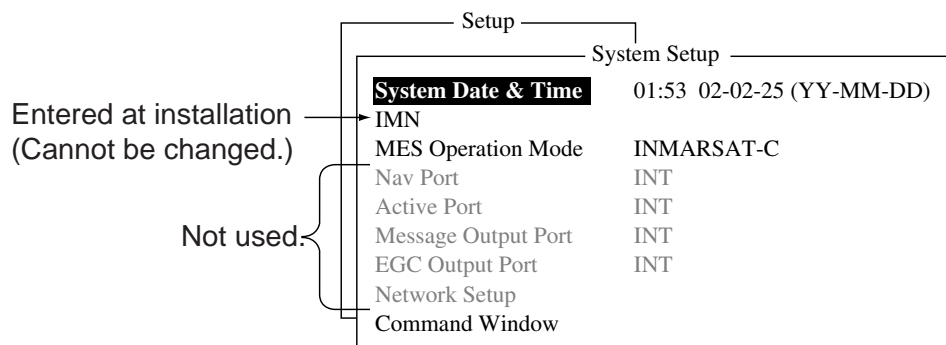 Setup
System Setup
System Date & Time 01:53 02-02-25 (YY-MM-DD)
Entered at installation
(Cannot be changed.)
IMN
MES Operation Mode INMARSAT-C
Nav Port INT
Active Port INT
Not used.
Message Output Port INT
EGC Output Port INT
Network Setup
Command Window